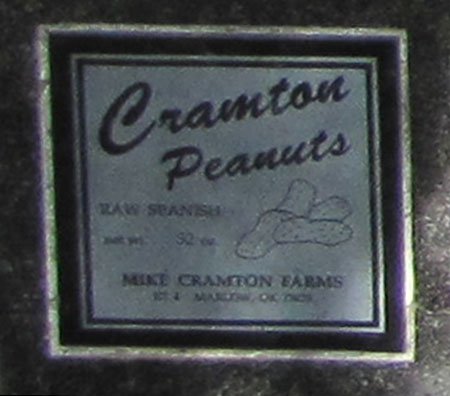 Cramton
Peanuts
RAW SPANISH
net wt. 32 oz.
MIKE CRAMTON FARMS
RT. 4 MARLOW, OK